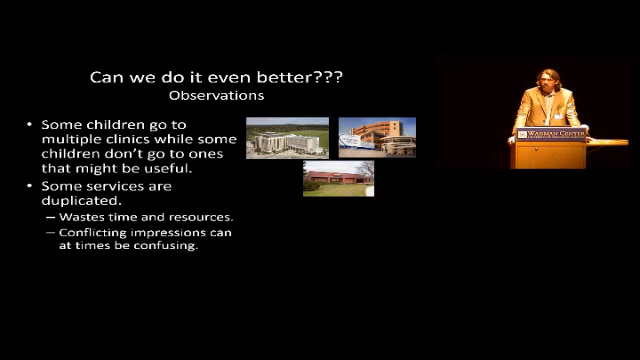 Can we do it even better???
Observations
• Some children go to
multiple clinics while some
children don't go to ones
that might be useful.
• Some services are
duplicated.
– Wastes time and resources.
– Conflicting impressions can
at times be confusing.
WAISMAN CENTER